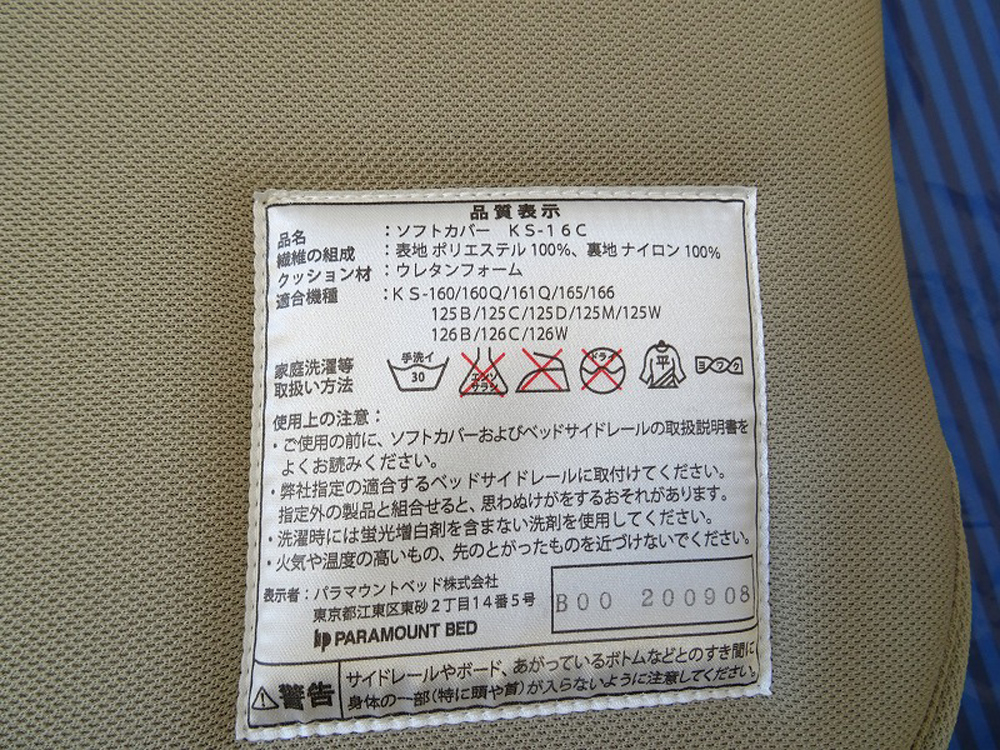 品質表示
品名 ：ソフトカバー　KS-16C
繊維の組成 ：表地 ポリエステル 100%、裏地 ナイロン 100%
クッション材 ：ウレタンフォーム
適合機種 ：KS-160/160Q/161Q/165/166
125B/125C/125D/125M/125W
126B/126C/126W
家庭洗濯等
取扱い方法
手洗イ 30 エンソサラシ ドライ 平 ヨワク
使用上の注意：
・ご使用の前に、ソフトカバーおよびベッドサイドレールの取扱説明書を
よくお読みください。
・弊社指定の適合するベッドサイドレールに取付けてください。
指定外の製品と組合せると、思わぬけがをするおそれがあります。
・洗濯時には蛍光増白剤を含まない洗剤を使用してください。
・火気や温度の高いもの、先のとがったものを近づけないでください。
表示者：パラマウントベッド株式会社
東京都江東区東砂2丁目14番5号
PARAMOUNT BED
B00 200908
警告
サイドレールやボード、あがっているボトムなどとのすき間に
身体の一部(特に頭や首)が入らないように注意してください。